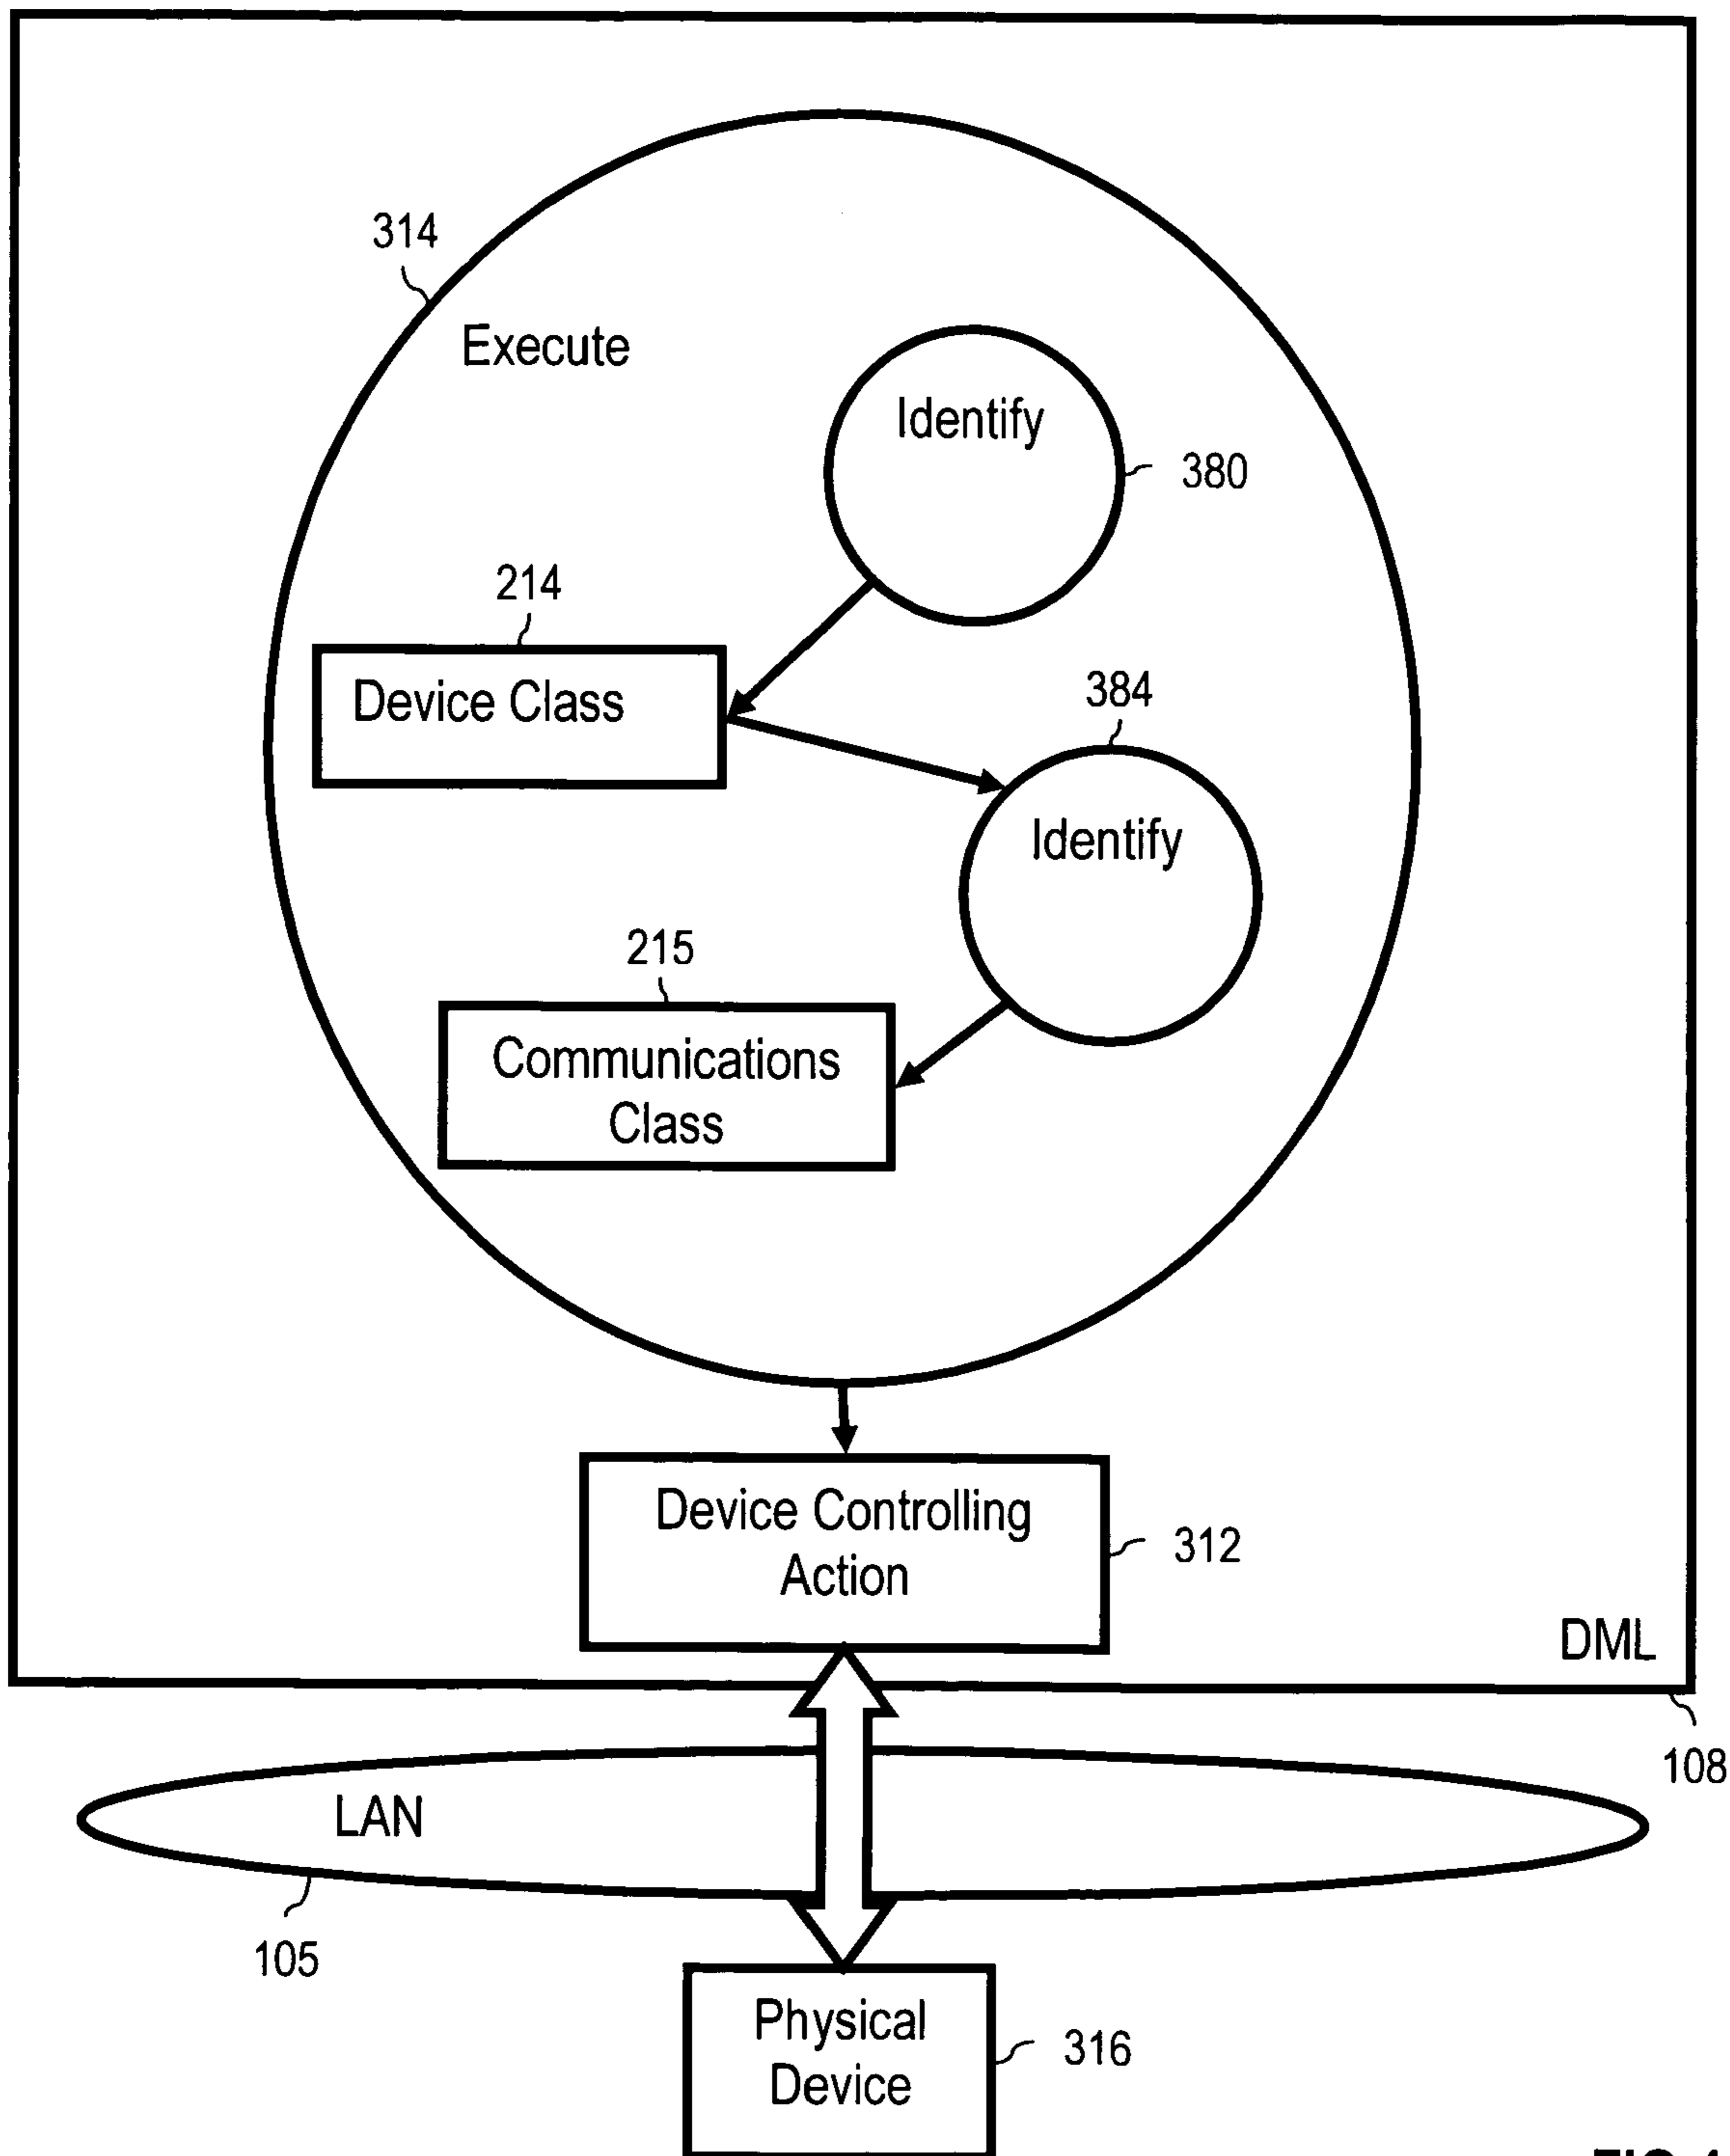 314
Execute
Identify
380
214
Device Class
384
Identify
215
Communications
Class
Device Controlling
Action
312
DML
108
LAN
105
Physical
Device
316